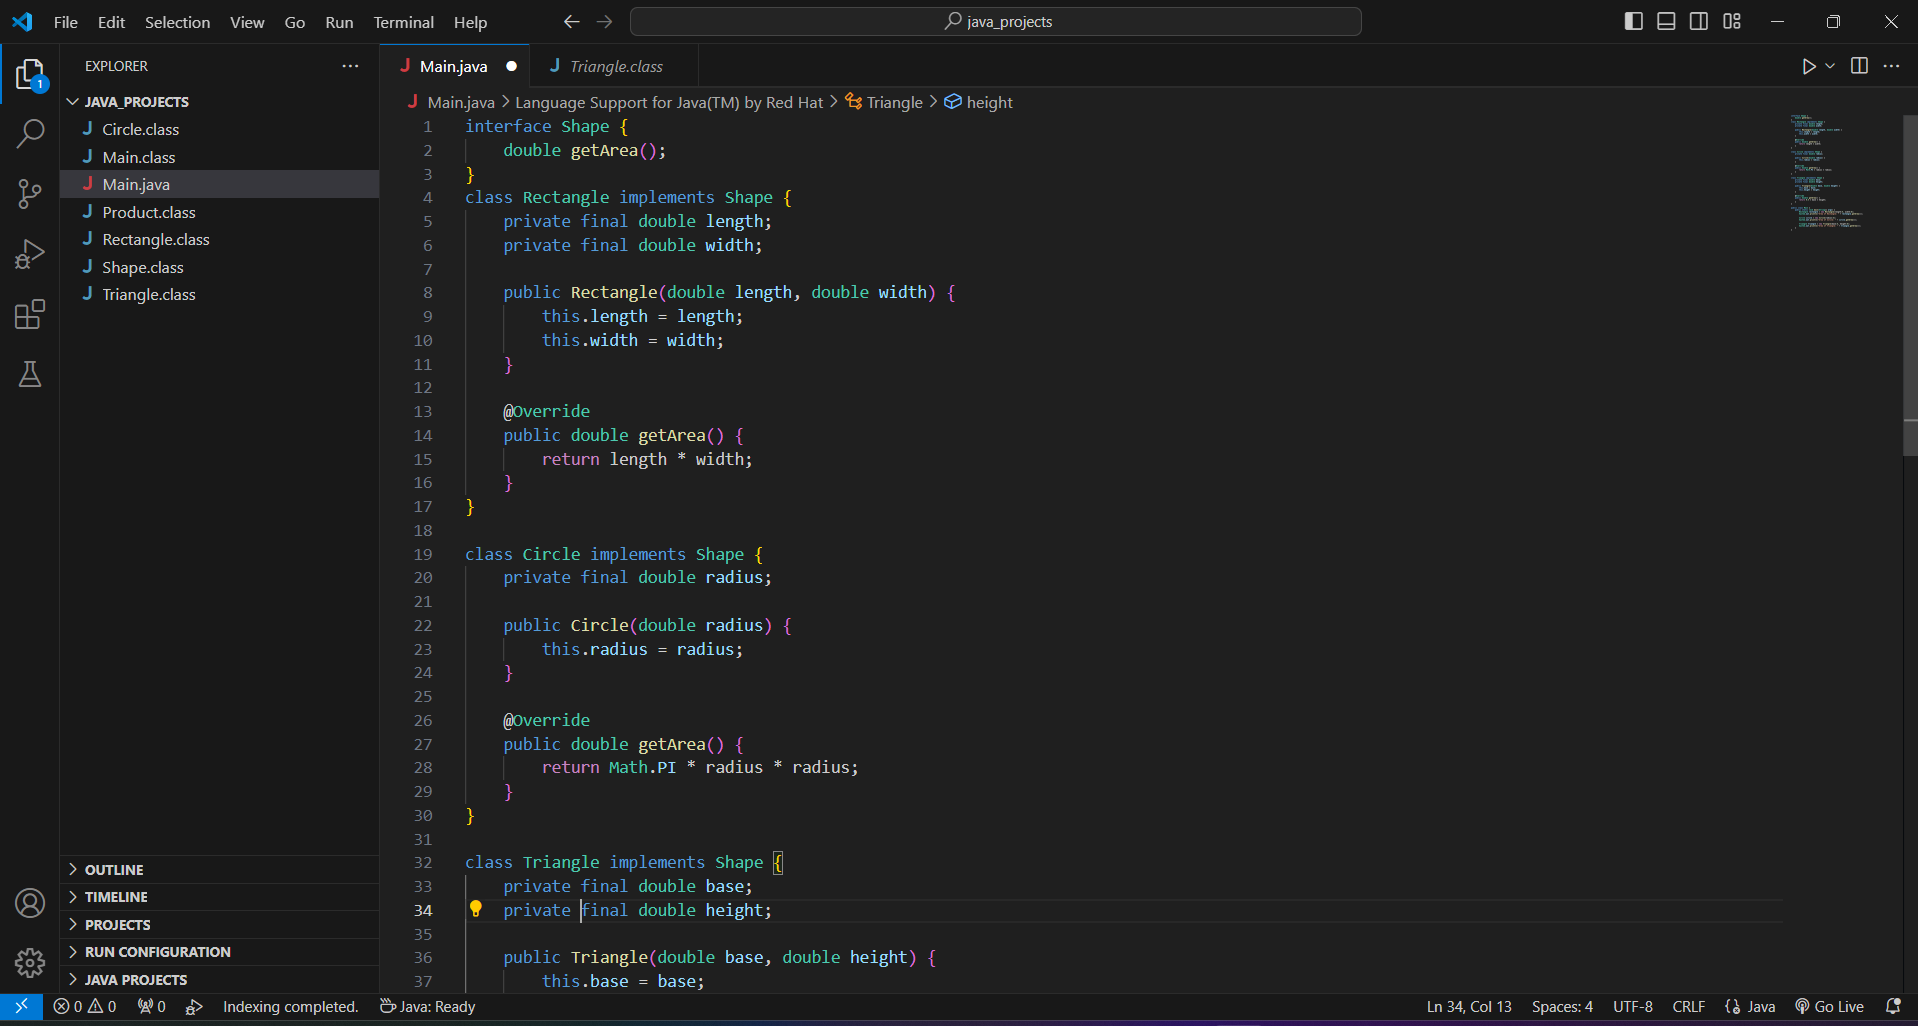 File Edit Selection View Go Run Terminal Help java_projects
EXPLORER
JAVA_PROJECTS
J Circle.class
J Main.class
J Main.java
J Product.class
J Rectangle.class
J Shape.class
J Triangle.class
OUTLINE
TIMELINE
PROJECTS
RUN CONFIGURATION
JAVA PROJECTS
1
J Main.java J Triangle.class
J Main.java > Language Support for Java(TM) by Red Hat > Triangle > height
1 interface Shape {
2     double getArea();
3 }
4 class Rectangle implements Shape {
5     private final double length;
6     private final double width;
7
8     public Rectangle(double length, double width) {
9         this.length = length;
10         this.width = width;
11     }
12
13     @Override
14     public double getArea() {
15         return length * width;
16     }
17 }
18
19 class Circle implements Shape {
20     private final double radius;
21
22     public Circle(double radius) {
23         this.radius = radius;
24     }
25
26     @Override
27     public double getArea() {
28         return Math.PI * radius * radius;
29     }
30 }
31
32 class Triangle implements Shape {
33     private final double base;
34     private final double height;
35
36     public Triangle(double base, double height) {
37         this.base = base;
0 0 0 Indexing completed. Java: Ready Ln 34, Col 13 Spaces: 4 UTF-8 CRLF Java Go Live